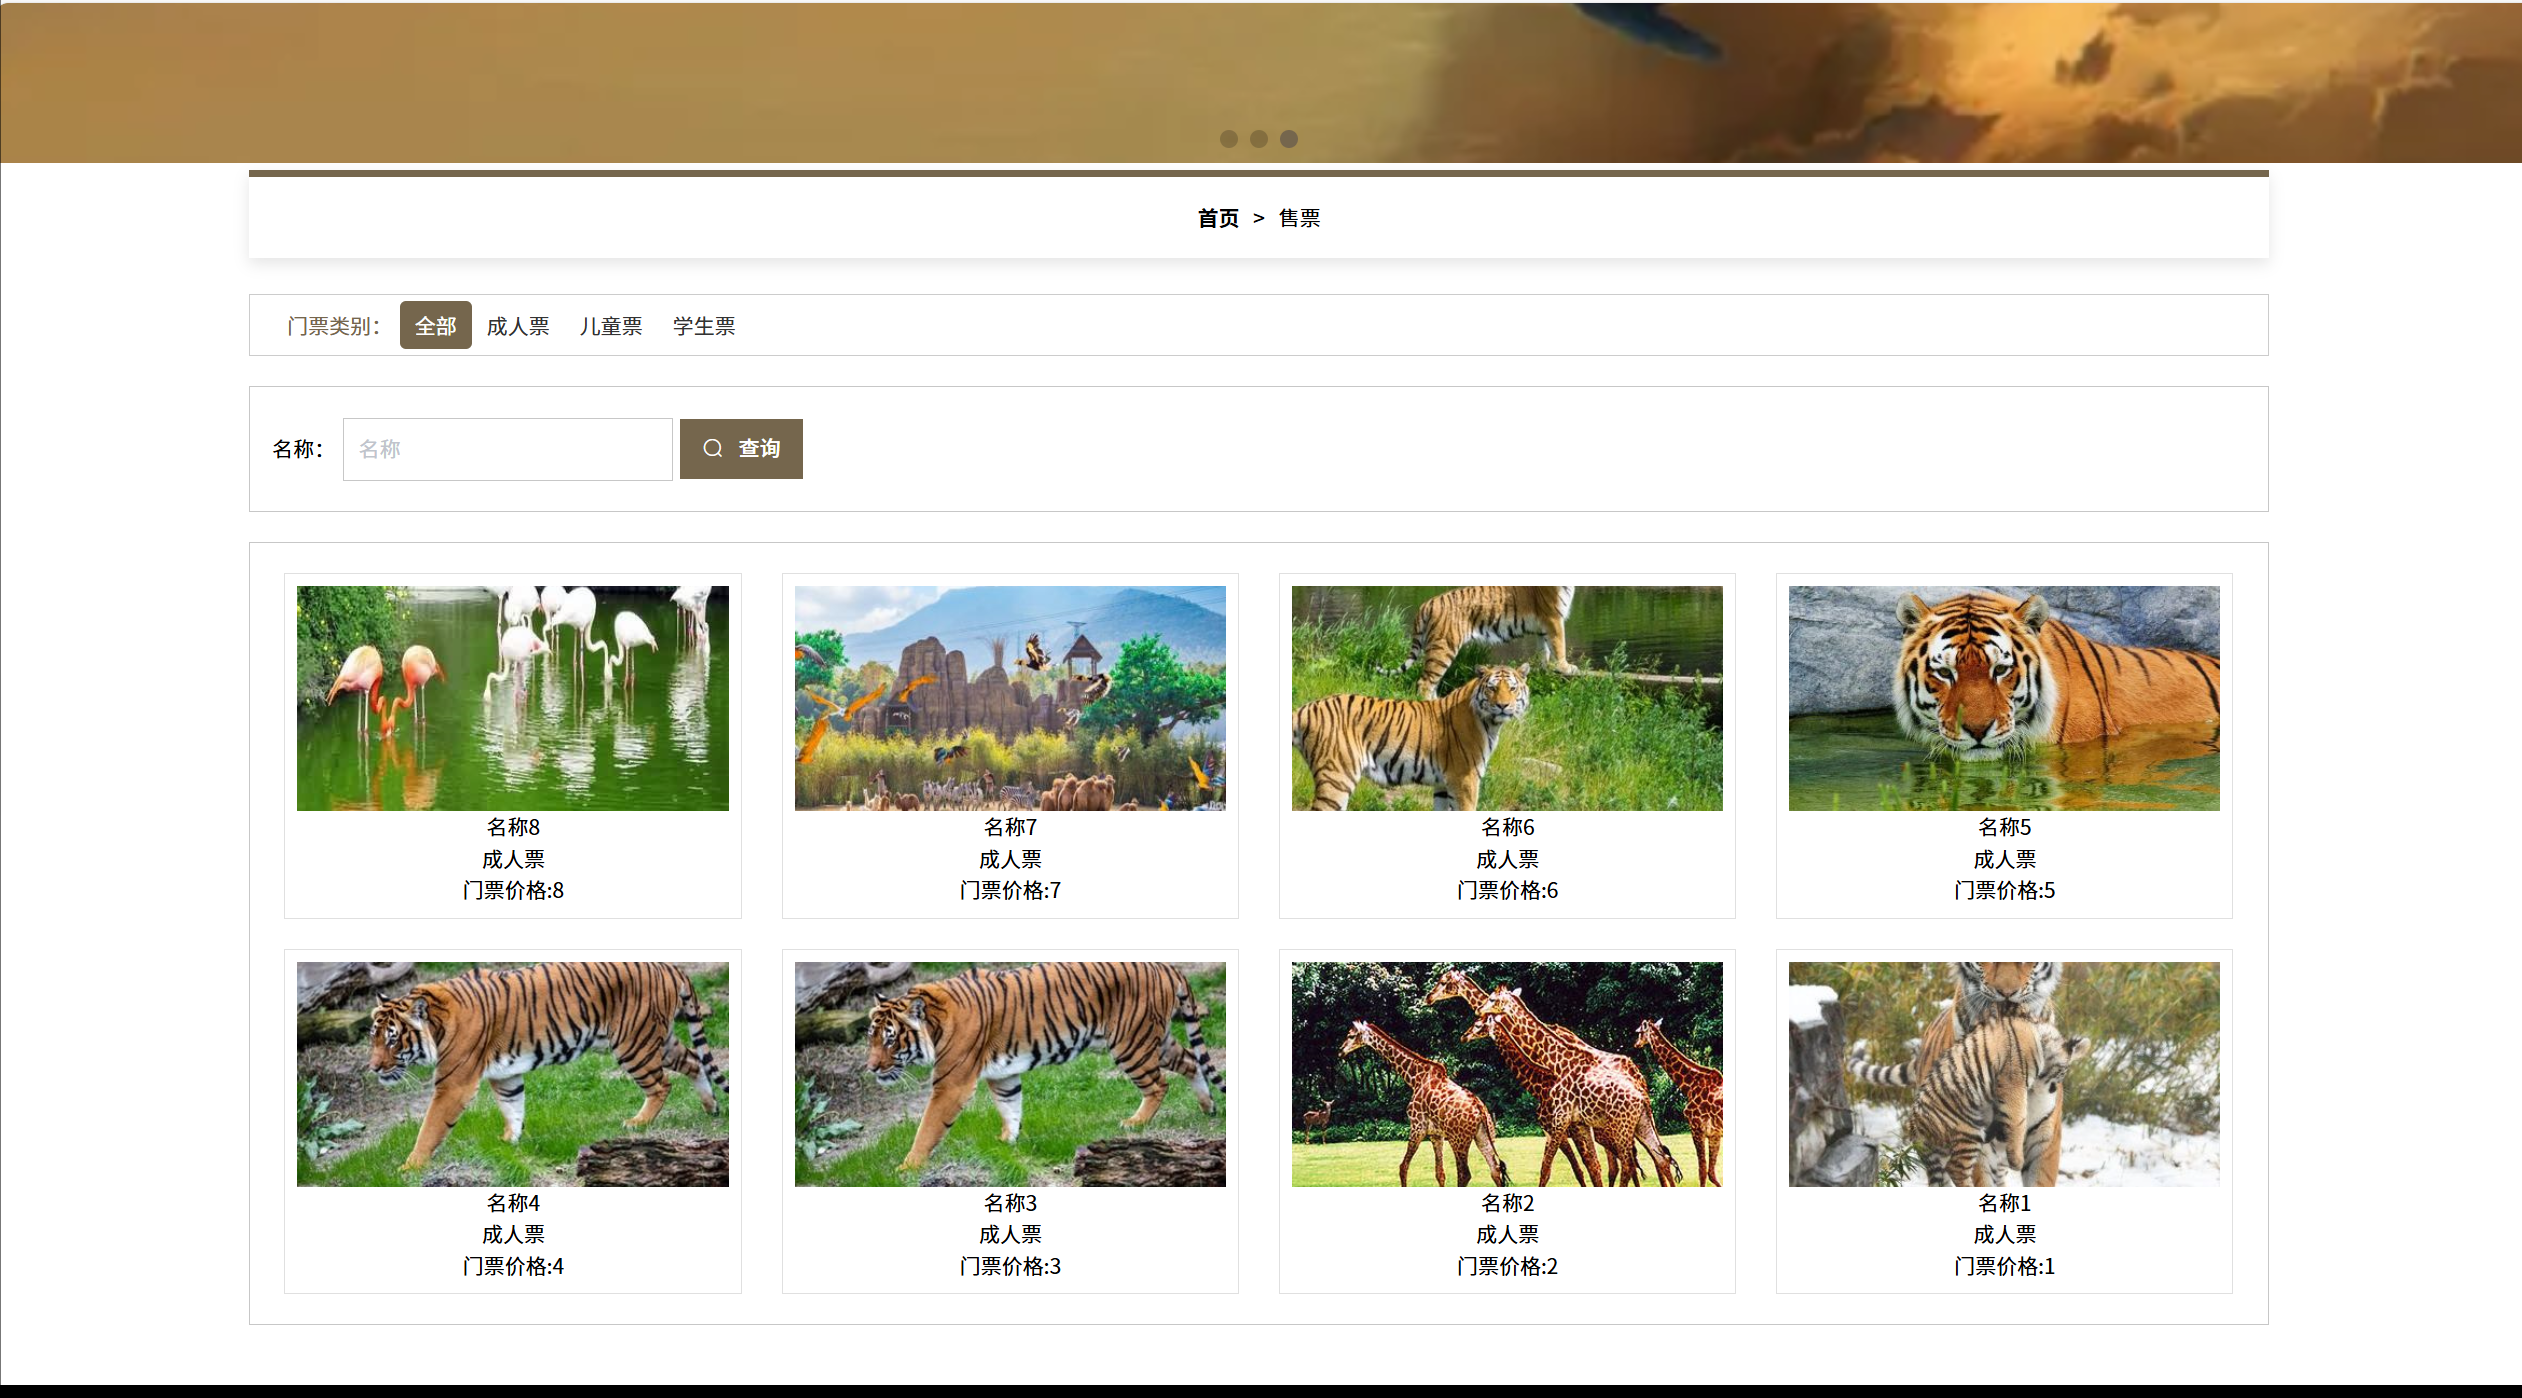 首页 > 售票
门票类别： 全部 成人票 儿童票 学生票
名称： 名称 查询
名称8
成人票
门票价格:8
名称7
成人票
门票价格:7
名称6
成人票
门票价格:6
名称5
成人票
门票价格:5
名称4
成人票
门票价格:4
名称3
成人票
门票价格:3
名称2
成人票
门票价格:2
名称1
成人票
门票价格:1